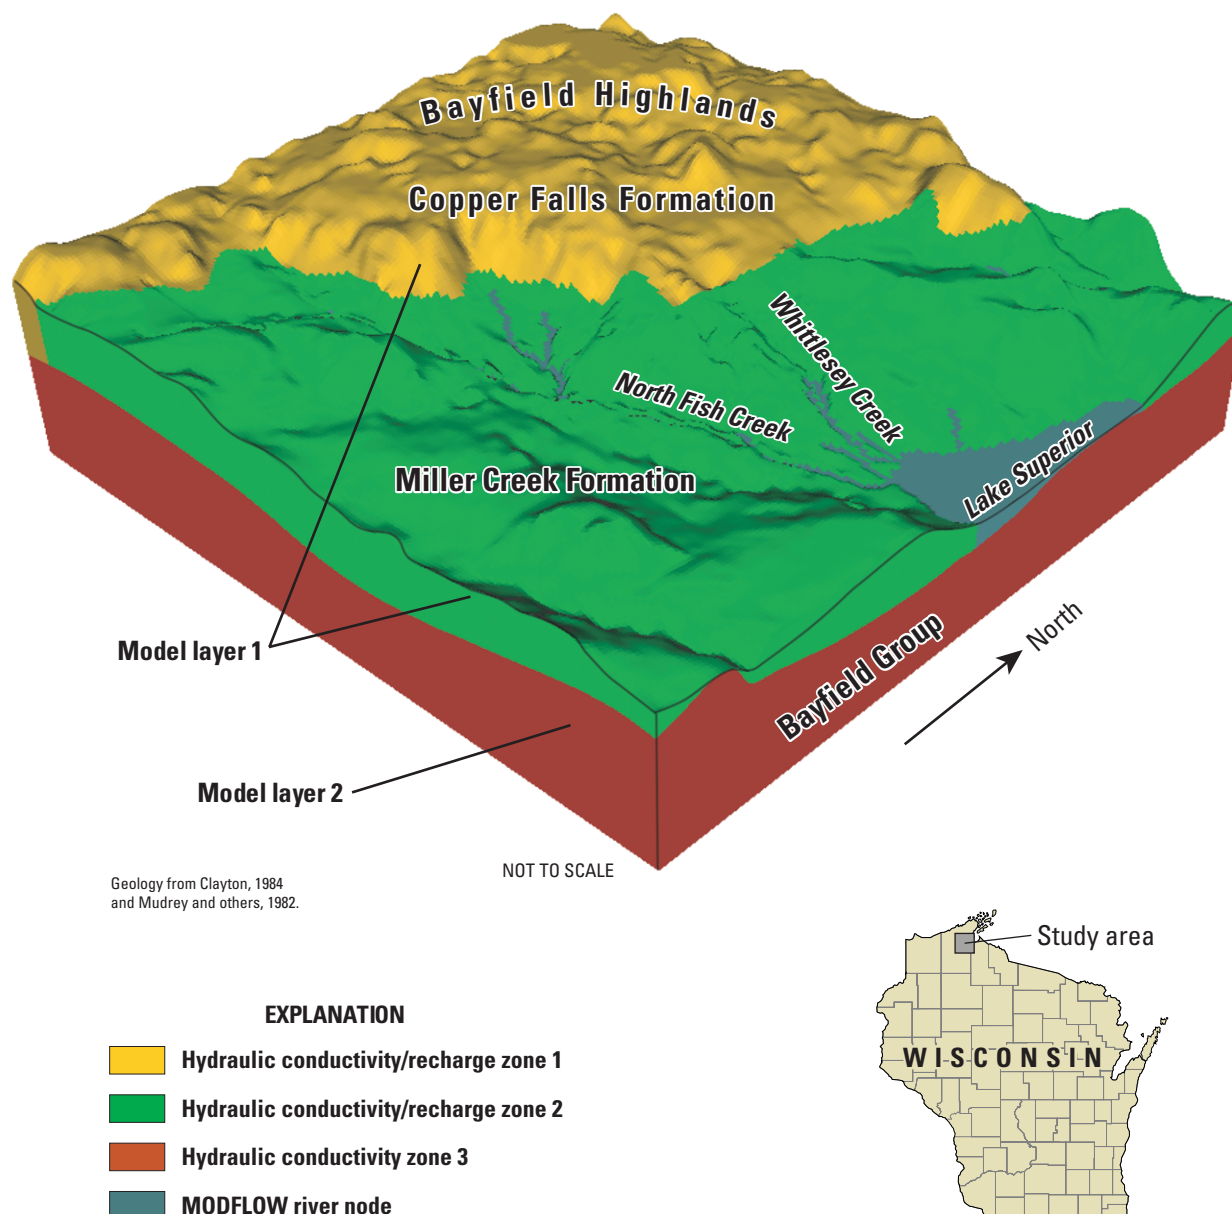 Bayfield Highlands
Copper Falls Formation
Whittlesey Creek
North Fish Creek
Miller Creek Formation
Lake Superior
North
Model layer 1
Bayfield Group
Model layer 2
NOT TO SCALE
Geology from Clayton, 1984
and Mudrey and others, 1982.
Study area
WISCONSIN
EXPLANATION
Hydraulic conductivity/recharge zone 1
Hydraulic conductivity/recharge zone 2
Hydraulic conductivity zone 3
MODFLOW river node